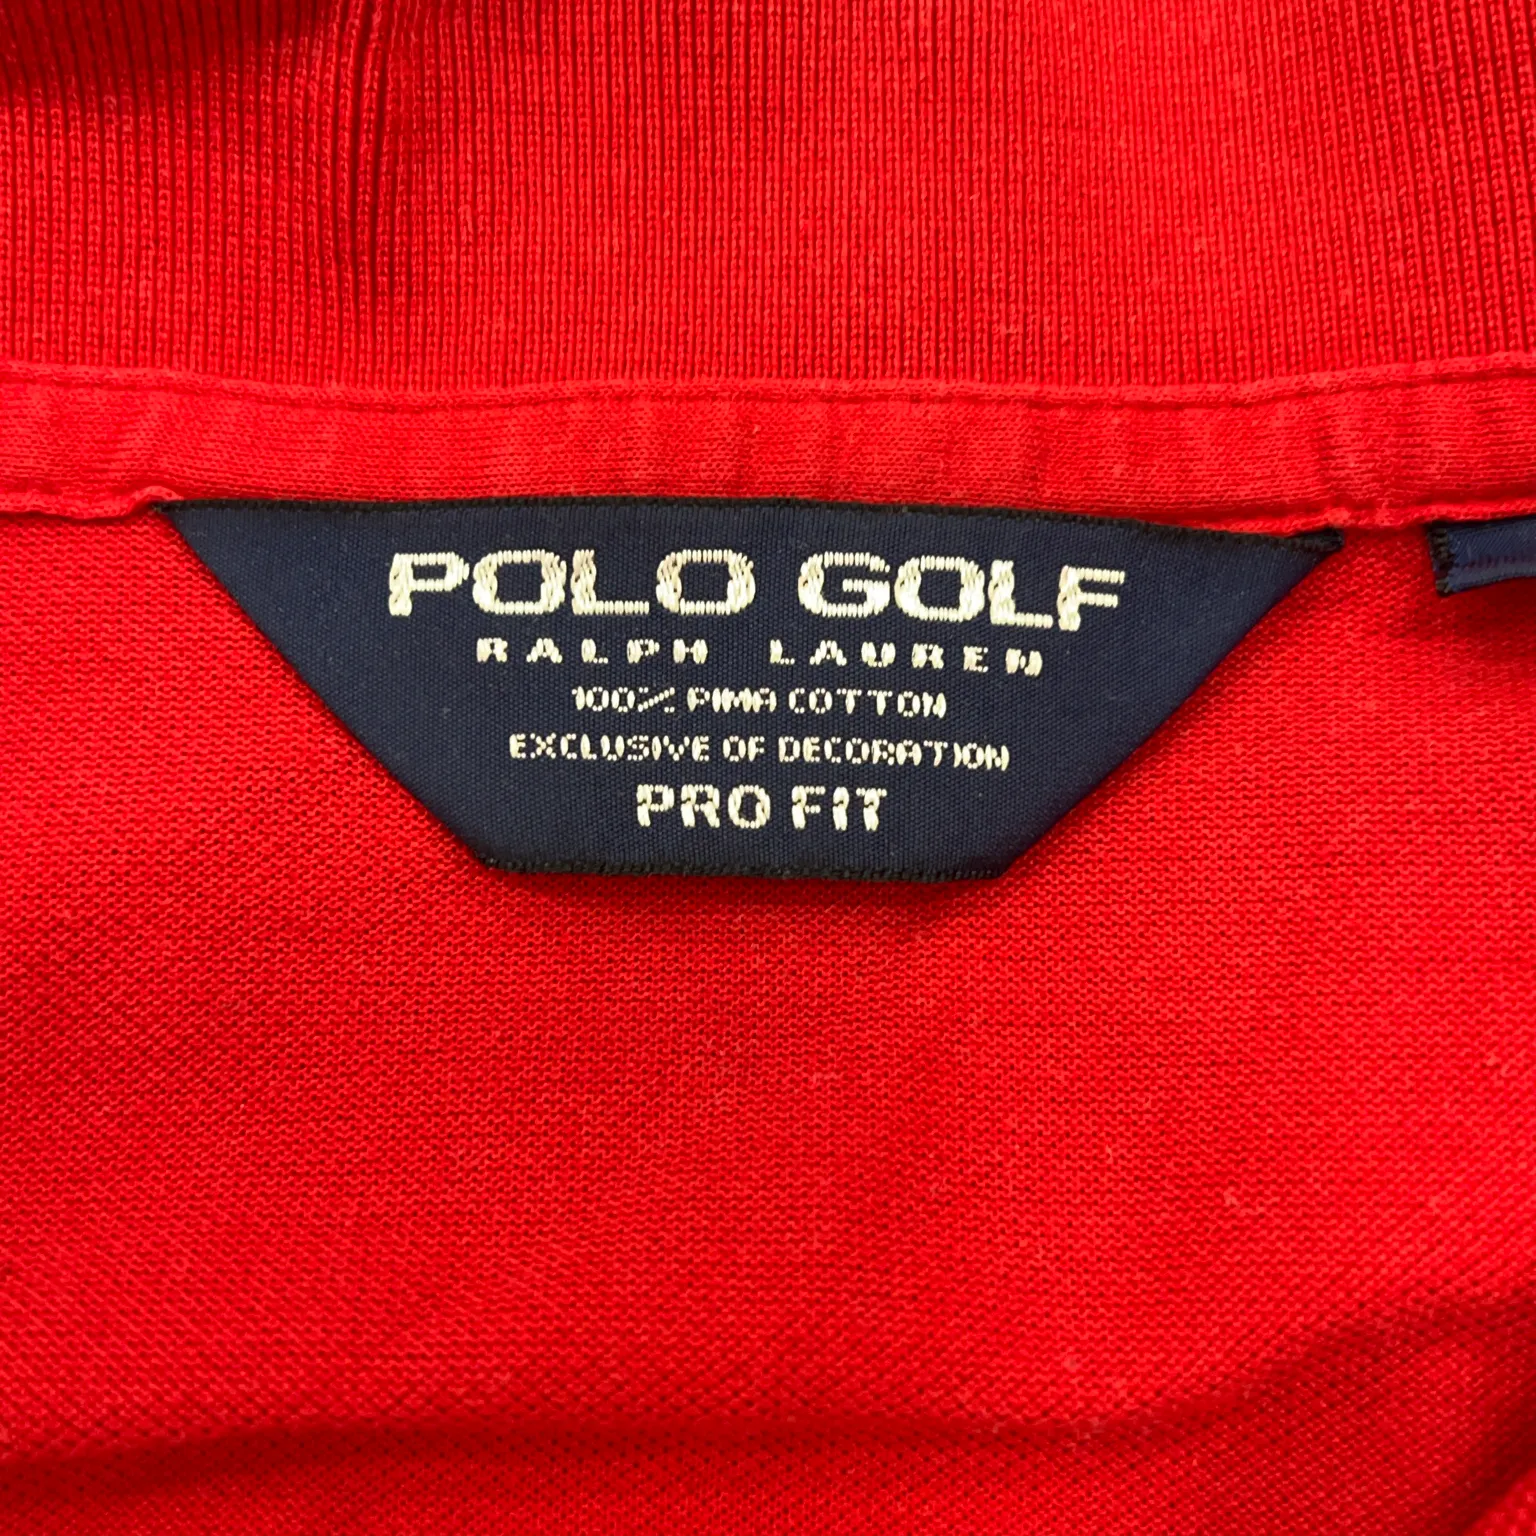 POLO GOLF
RALPH LAUREN
100% PIMA COTTON
EXCLUSIVE OF DECORATION
PRO FIT